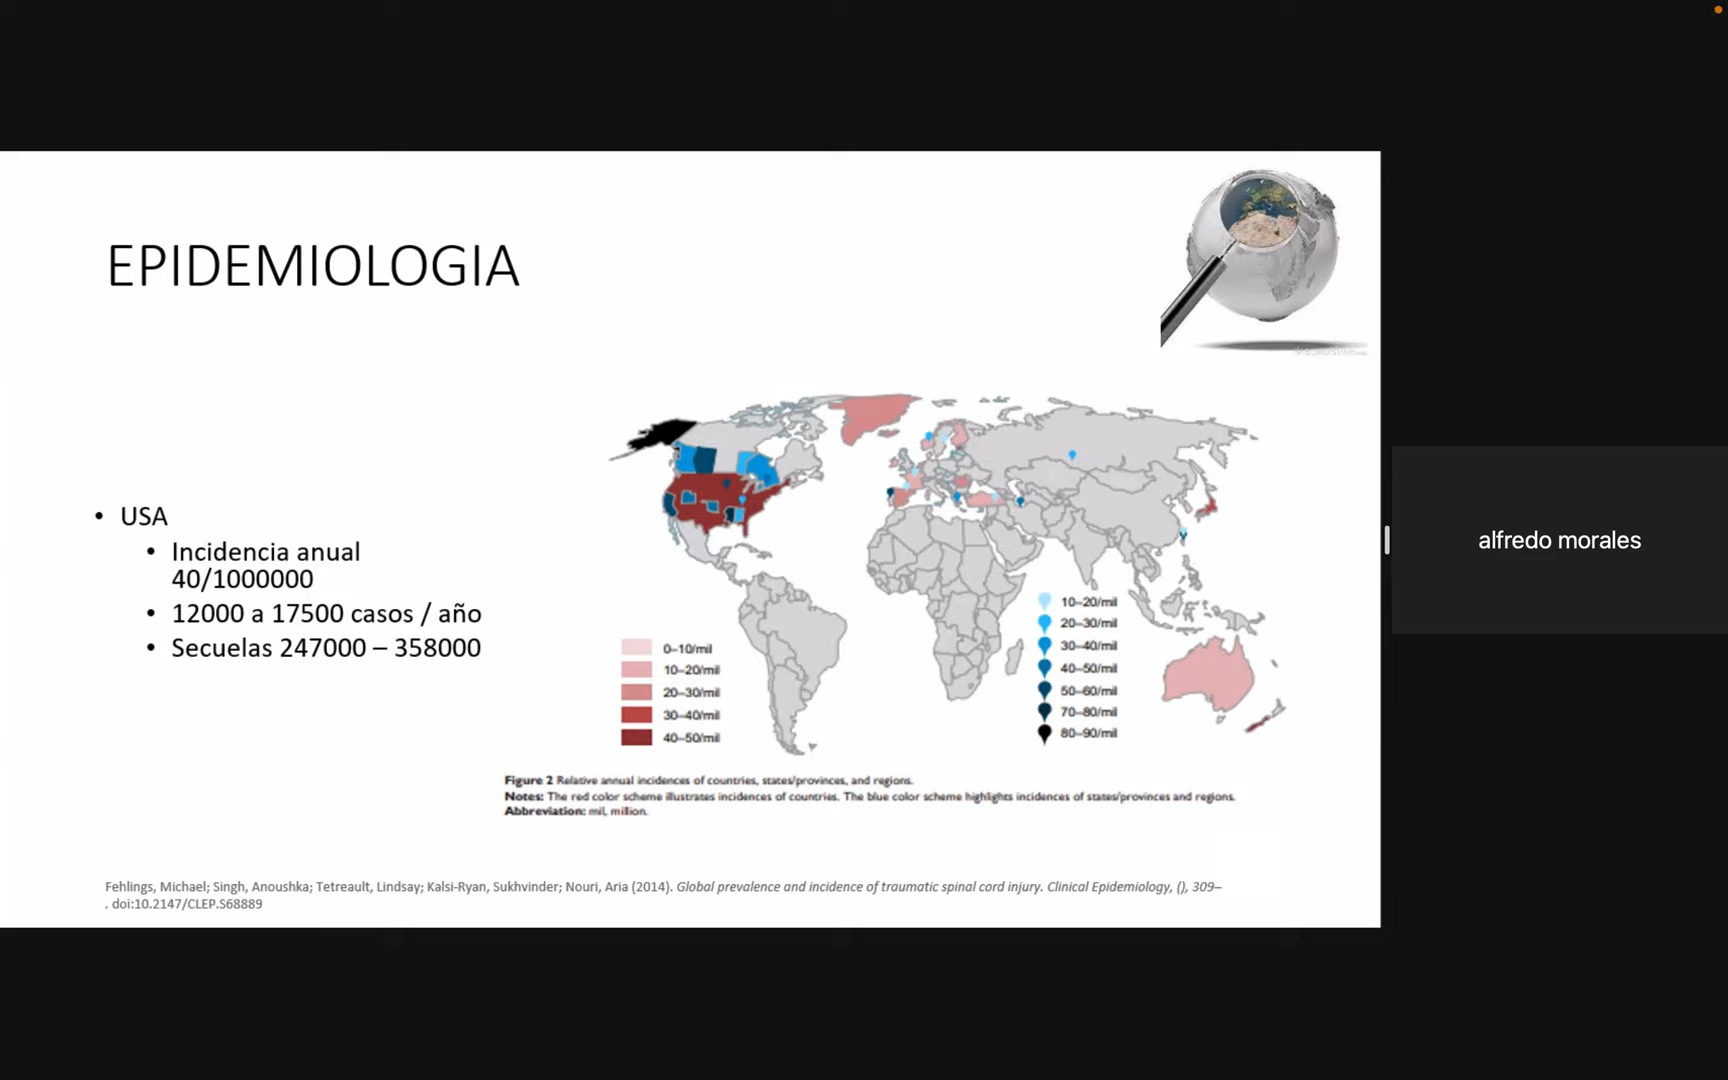 EPIDEMIOLOGIA
• USA
• Incidencia anual
40/1000000
• 12000 a 17500 casos / año
• Secuelas 247000 – 358000
0–10/mil
10–20/mil
20–30/mil
30–40/mil
40–50/mil
10–20/mil
20–30/mil
30–40/mil
40–50/mil
50–60/mil
70–80/mil
80–90/mil
Figure 2 Relative annual incidences of countries, states/provinces, and regions.
Notes: The red color scheme illustrates incidences of countries. The blue color scheme highlights incidences of states/provinces and regions.
Abbreviation: mil, million.
Fehlings, Michael; Singh, Anoushka; Tetreault, Lindsay; Kalsi-Ryan, Sukhvinder; Nouri, Aria (2014). Global prevalence and incidence of traumatic spinal cord injury. Clinical Epidemiology, (), 309–
. doi:10.2147/CLEP.S68889
alfredo morales